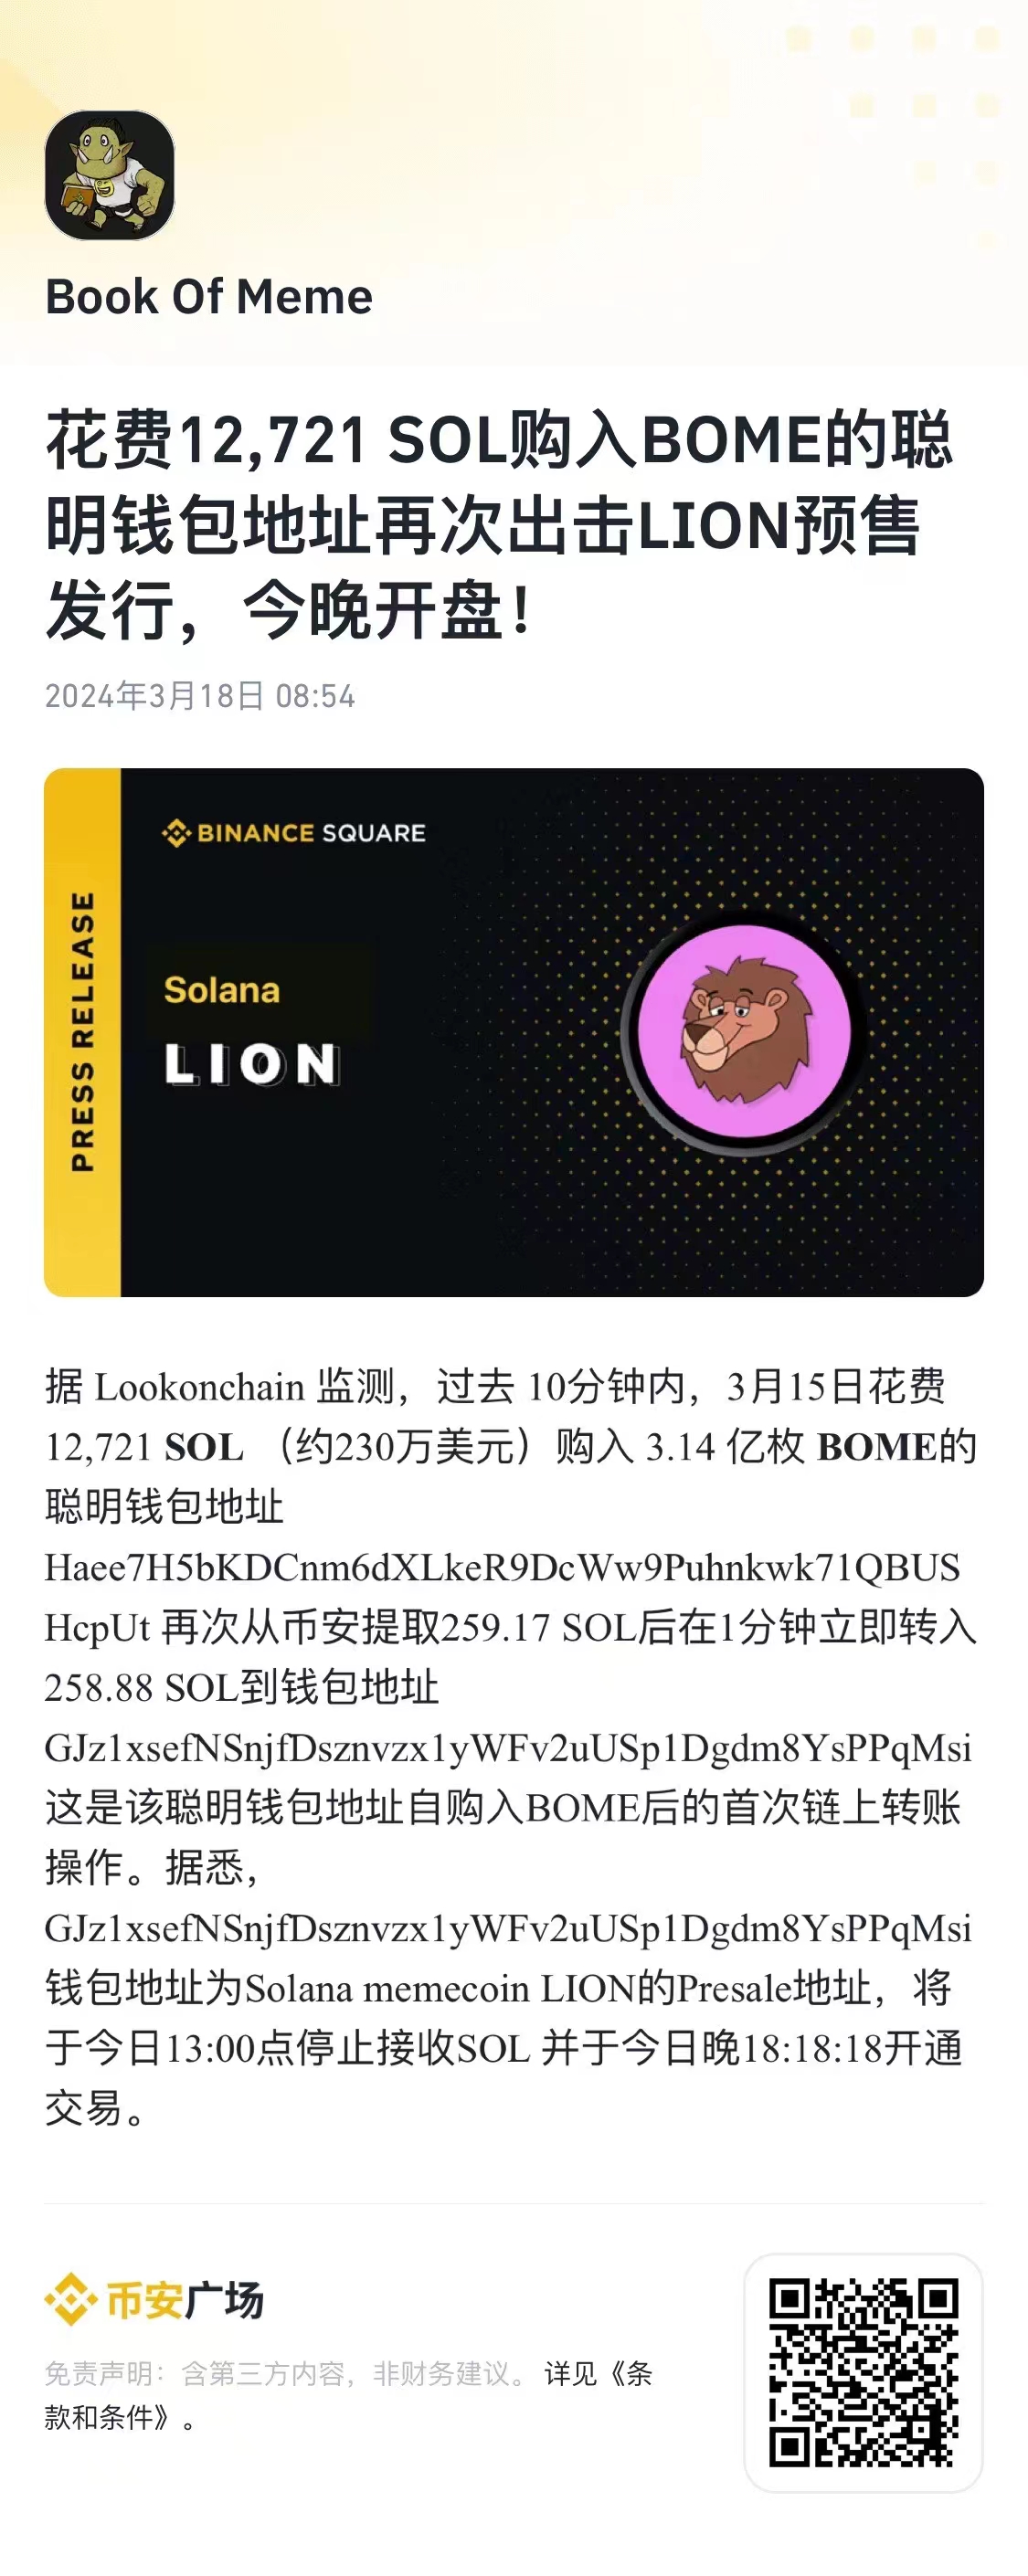 Book Of Meme
花费12,721 SOL购入BOME的聪
明钱包地址再次出击LION预售
发行，今晚开盘！
2024年3月18日 08:54
PRESS RELEASE
BINANCE SQUARE
Solana
LION
据 Lookonchain 监测，过去 10分钟内，3月15日花费
12,721 SOL （约230万美元）购入 3.14 亿枚 BOME的
聪明钱包地址
Haee7H5bKDCnm6dXLkeR9DcWw9Puhnkwk71QBUS
HcpUt 再次从币安提取259.17 SOL后在1分钟立即转入
258.88 SOL到钱包地址
GJz1xsefNSnjfDsznvzx1yWFv2uUSp1Dgdm8YsPPqMsi
这是该聪明钱包地址自购入BOME后的首次链上转账
操作。据悉，
GJz1xsefNSnjfDsznvzx1yWFv2uUSp1Dgdm8YsPPqMsi
钱包地址为Solana memecoin LION的Presale地址，将
于今日13:00点停止接收SOL 并于今日晚18:18:18开通
交易。
币安广场
免责声明：含第三方内容，非财务建议。 详见《条
款和条件》。